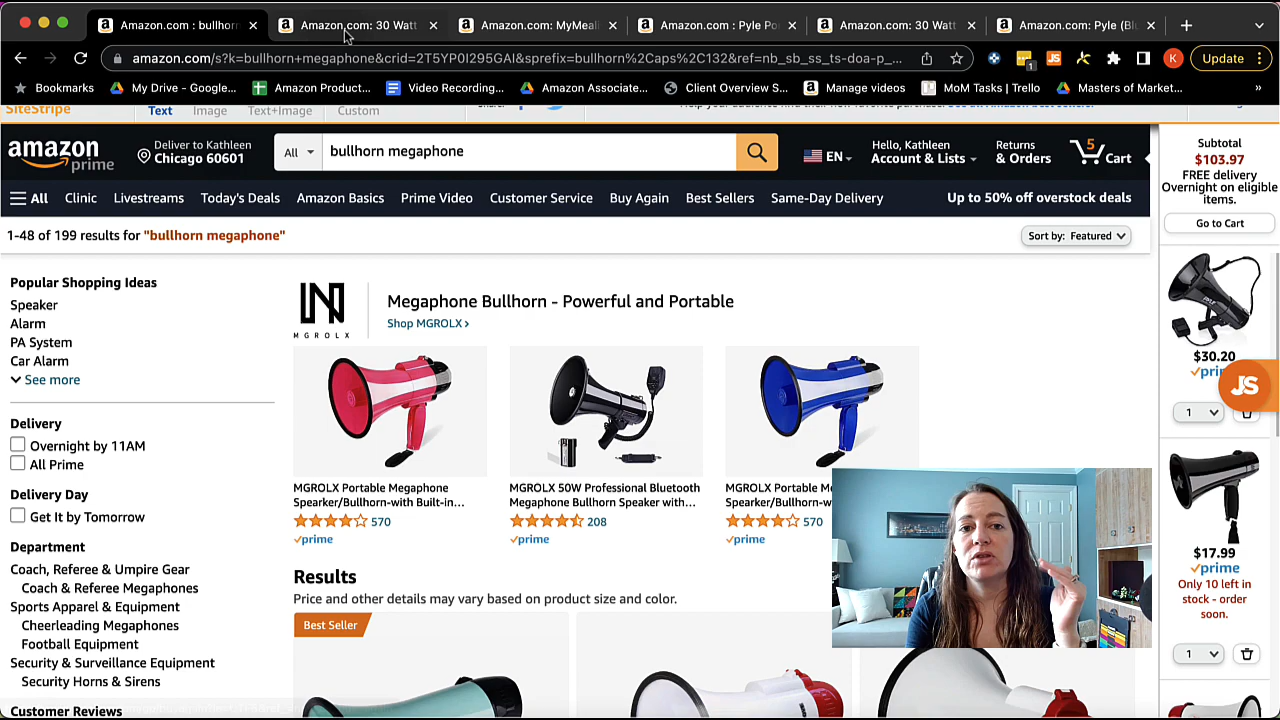 Amazon.com : bullhorn
Amazon.com: 30 Watt
Amazon.com: MyMeali
Amazon.com : Pyle Po
Amazon.com: 30 Watt
Amazon.com: Pyle (Bl
amazon.com/s?k=bullhorn+megaphone&crid=2T5YP0I295GAI&sprefix=bullhorn%2Caps%2C132&ref=nb_sb_ss_ts-doa-p_...
1
JS
K
Update
Bookmarks
My Drive - Google...
Amazon Product...
Video Recording...
Amazon Associate...
Client Overview S...
Manage videos
MoM Tasks | Trello
Masters of Market...
»
SiteStripe
Text
Image
Text+Image
Custom
amazon
prime
Deliver to Kathleen
Chicago 60601
All
bullhorn megaphone
EN
Hello, Kathleen
Account & Lists
Returns
& Orders
5
Cart
All
Clinic
Livestreams
Today's Deals
Amazon Basics
Prime Video
Customer Service
Buy Again
Best Sellers
Same-Day Delivery
Up to 50% off overstock deals
1-48 of 199 results for "bullhorn megaphone"
Sort by: Featured
Popular Shopping Ideas
Speaker
Alarm
PA System
Car Alarm
See more
Delivery
Overnight by 11AM
All Prime
Delivery Day
Get It by Tomorrow
Department
Coach, Referee & Umpire Gear
Coach & Referee Megaphones
Sports Apparel & Equipment
Cheerleading Megaphones
Football Equipment
Security & Surveillance Equipment
Security Horns & Sirens
Customer Reviews
MGROLX
Megaphone Bullhorn - Powerful and Portable
Shop MGROLX ›
MGROLX Portable Megaphone
Spearker/Bullhorn-with Built-in...
570
prime
MGROLX 50W Professional Bluetooth
Megaphone Bullhorn Speaker with...
208
prime
MGROLX Portable Me
Spearker/Bullhorn-w
570
prime
Results
Price and other details may vary based on product size and color.
Best Seller
Subtotal
$103.97
FREE delivery
Overnight on eligible
items.
Go to Cart
$30.20
JS
1
$17.99
prime
Only 10 left in
stock - order
soon.
1